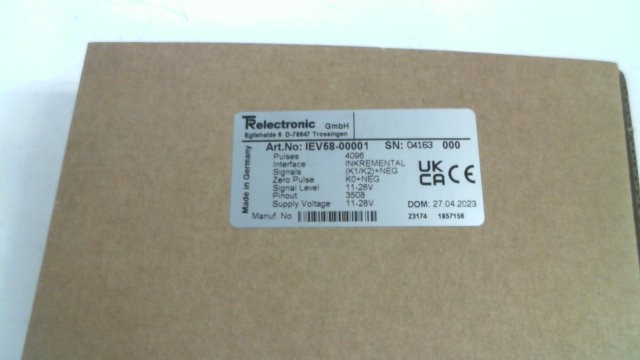 TRelectronic GmbH
Eglishalde 6 D-78647 Trossingen
Made in Germany
Art.No: IEV58-00001 SN: 04163 000
Pulses 4096
Interface INKREMENTAL
Signals (K1/K2)+NEG
Zero Pulse K0+NEG
Signal Level 11-28V
Pinout 3508
Supply Voltage 11-28V
UK CA CE
DOM: 27.04.2023
Manuf. No 23174 1857156